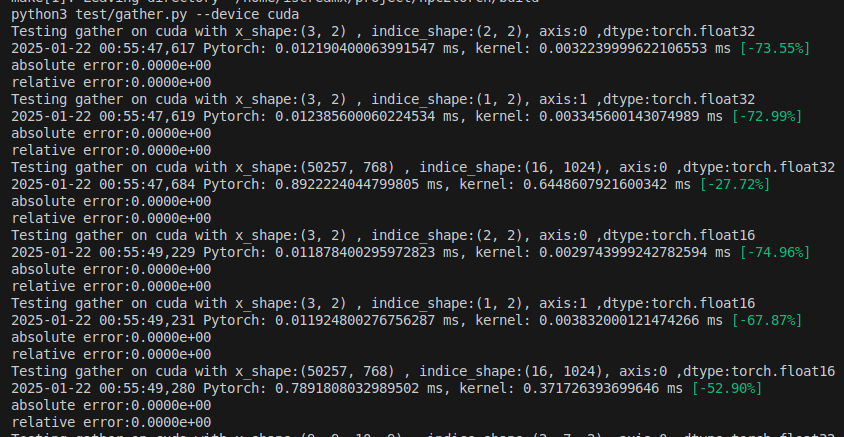 python3 test/gather.py --device cuda
Testing gather on cuda with x_shape:(3, 2) , indice_shape:(2, 2), axis:0 ,dtype:torch.float32
2025-01-22 00:55:47,617 Pytorch: 0.012190400063991547 ms, kernel: 0.0032239999622106553 ms [-73.55%]
absolute error:0.0000e+00
relative error:0.0000e+00
Testing gather on cuda with x_shape:(3, 2) , indice_shape:(1, 2), axis:1 ,dtype:torch.float32
2025-01-22 00:55:47,619 Pytorch: 0.012385600060224534 ms, kernel: 0.003345600143074989 ms [-72.99%]
absolute error:0.0000e+00
relative error:0.0000e+00
Testing gather on cuda with x_shape:(50257, 768) , indice_shape:(16, 1024), axis:0 ,dtype:torch.float32
2025-01-22 00:55:47,684 Pytorch: 0.8922224044799805 ms, kernel: 0.6448607921600342 ms [-27.72%]
absolute error:0.0000e+00
relative error:0.0000e+00
Testing gather on cuda with x_shape:(3, 2) , indice_shape:(2, 2), axis:0 ,dtype:torch.float16
2025-01-22 00:55:49,229 Pytorch: 0.011878400295972823 ms, kernel: 0.0029743999242782594 ms [-74.96%]
absolute error:0.0000e+00
relative error:0.0000e+00
Testing gather on cuda with x_shape:(3, 2) , indice_shape:(1, 2), axis:1 ,dtype:torch.float16
2025-01-22 00:55:49,231 Pytorch: 0.011924800276756287 ms, kernel: 0.003832000121474266 ms [-67.87%]
absolute error:0.0000e+00
relative error:0.0000e+00
Testing gather on cuda with x_shape:(50257, 768) , indice_shape:(16, 1024), axis:0 ,dtype:torch.float16
2025-01-22 00:55:49,280 Pytorch: 0.7891808032989502 ms, kernel: 0.371726393699646 ms [-52.90%]
absolute error:0.0000e+00
relative error:0.0000e+00